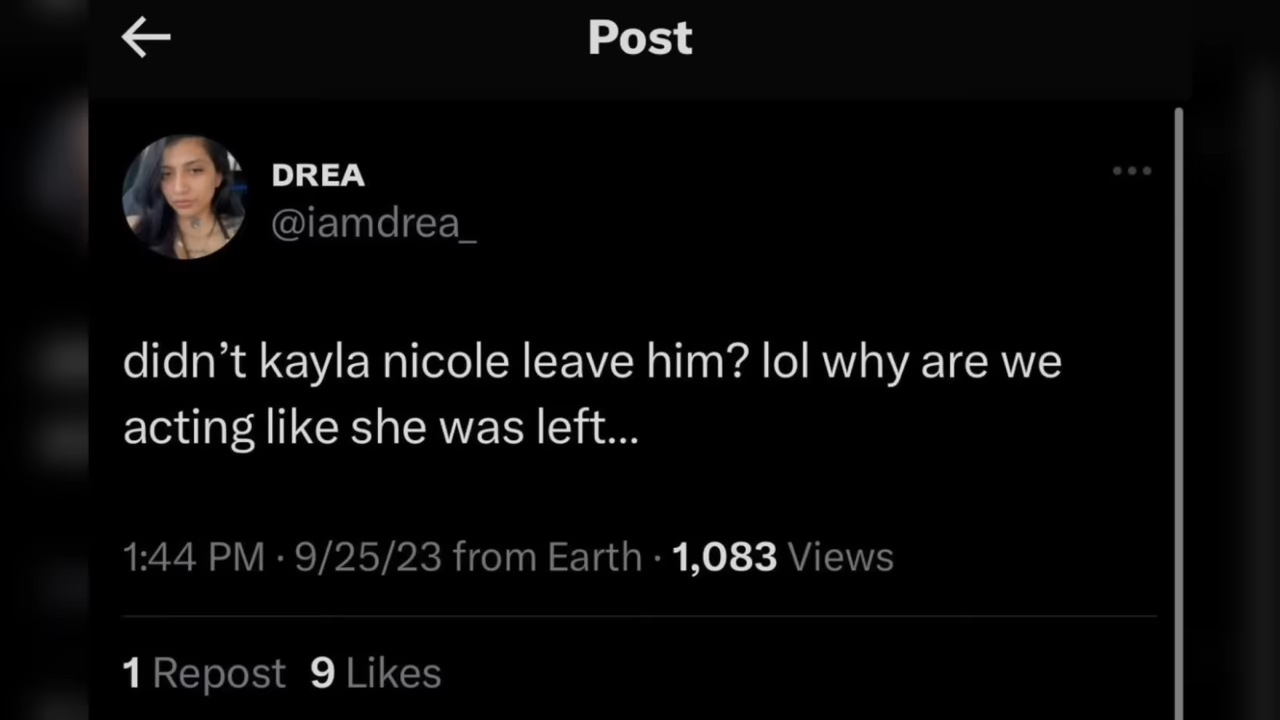 Post
DREA
@iamdrea_
didn’t kayla nicole leave him? lol why are we
acting like she was left...
1:44 PM · 9/25/23 from Earth · 1,083 Views
1 Repost 9 Likes